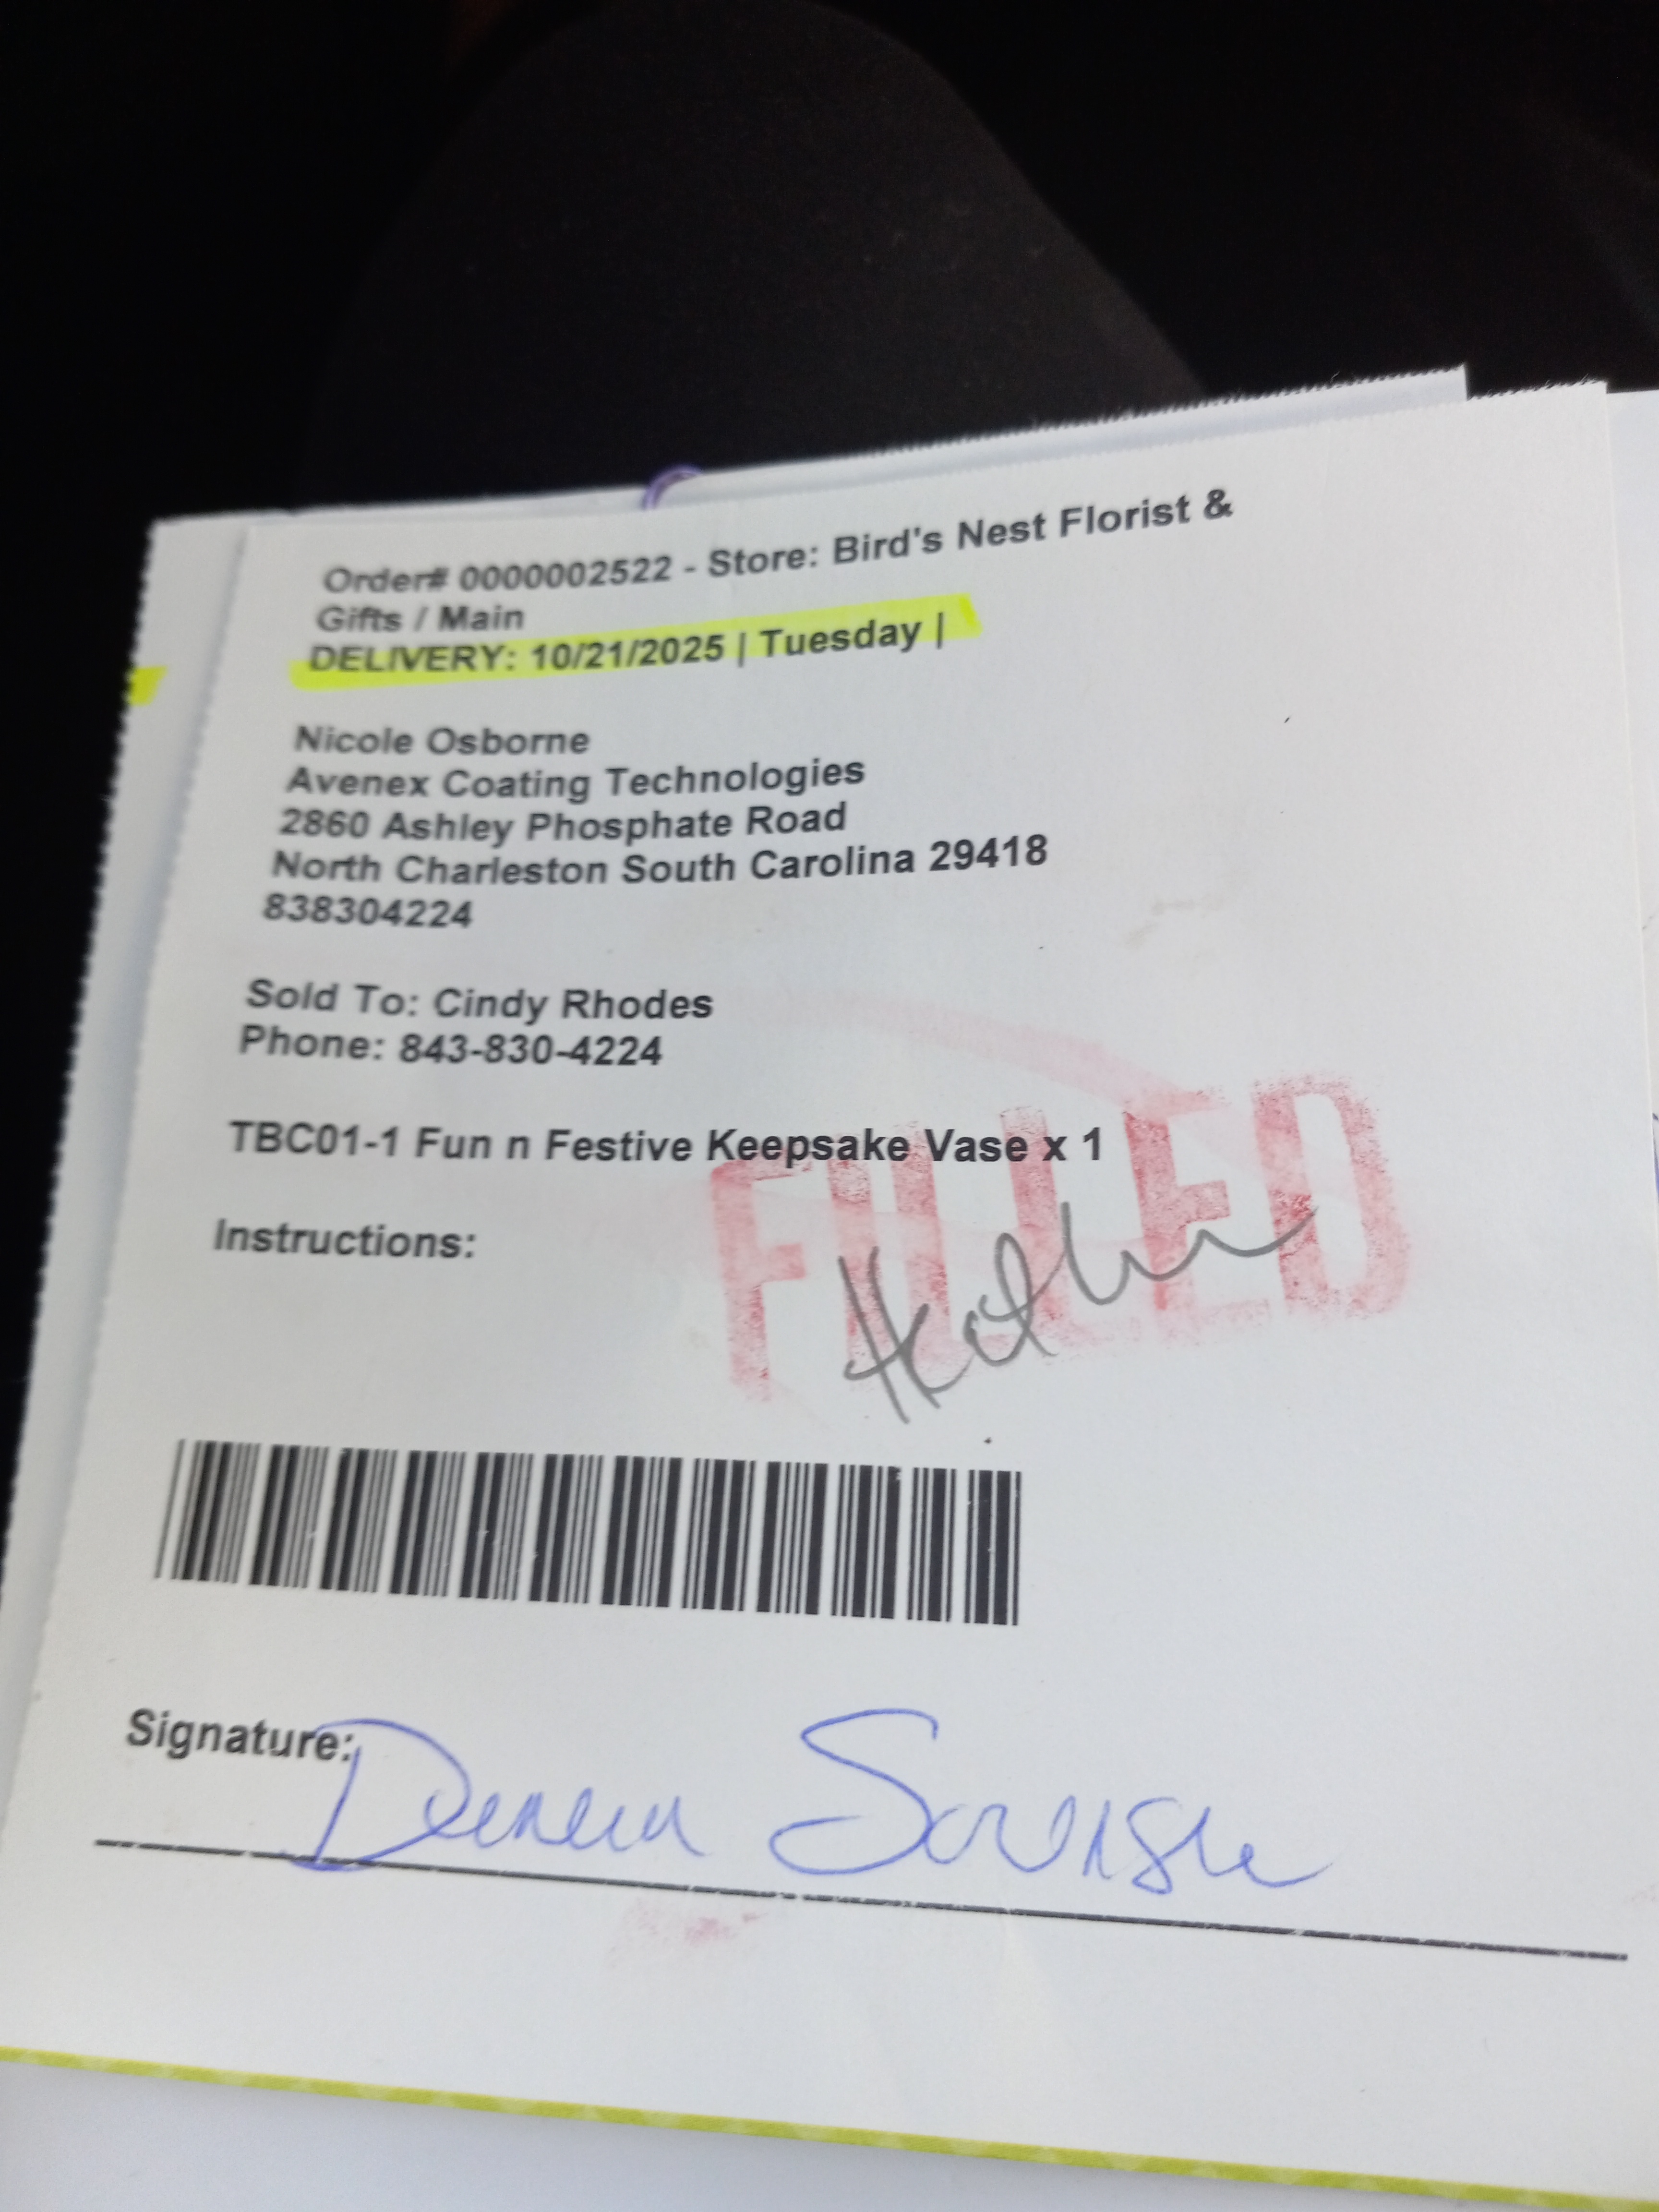 Order# 0000002522 - Store: Bird's Nest Florist &
Gifts / Main
DELIVERY: 10/21/2025 | Tuesday |
Nicole Osborne
Avenex Coating Technologies
2860 Ashley Phosphate Road
North Charleston South Carolina 29418
838304224
Sold To: Cindy Rhodes
Phone: 843-830-4224
TBC01-1 Fun n Festive Keepsake Vase x 1
FILLED
Instructions:
Signature: